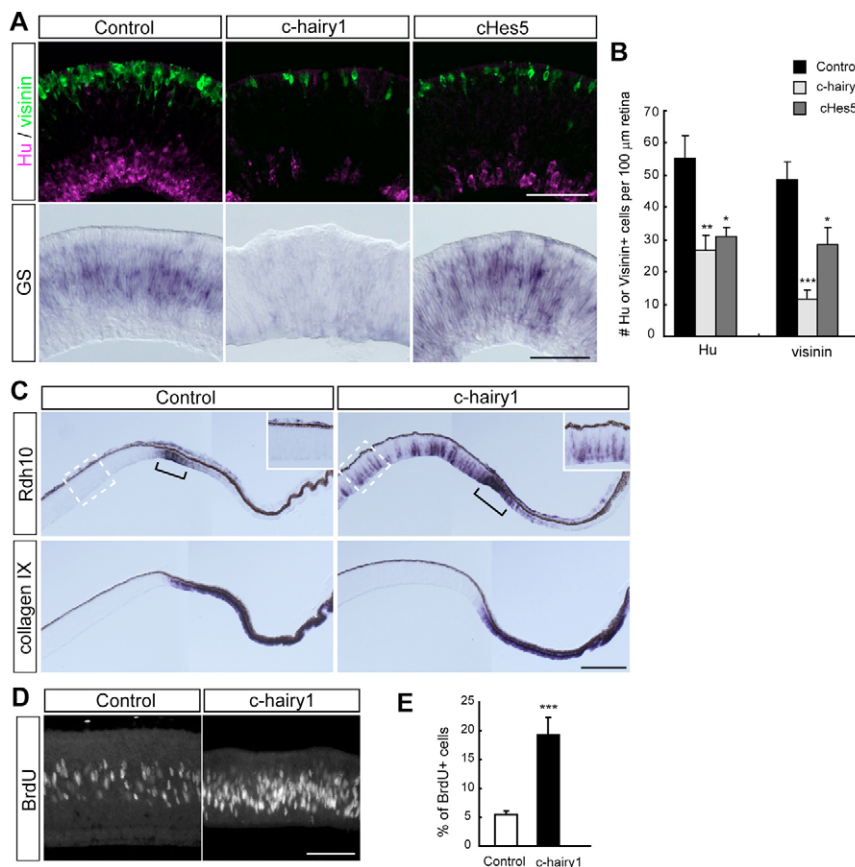 A
Control
c-hairy1
cHes5
Hu / visinin
GS
B
Control
c-hairy
cHes5
# Hu or Visinin+ cells per 100 µm retina
70
60
50
40
30
20
10
0
**
*
***
*
Hu
visinin
C
Control
c-hairy1
Rdh10
collagen IX
D
Control
c-hairy1
BrdU
E
% of BrdU+ cells
25
20
15
10
5
0
***
Control
c-hairy1